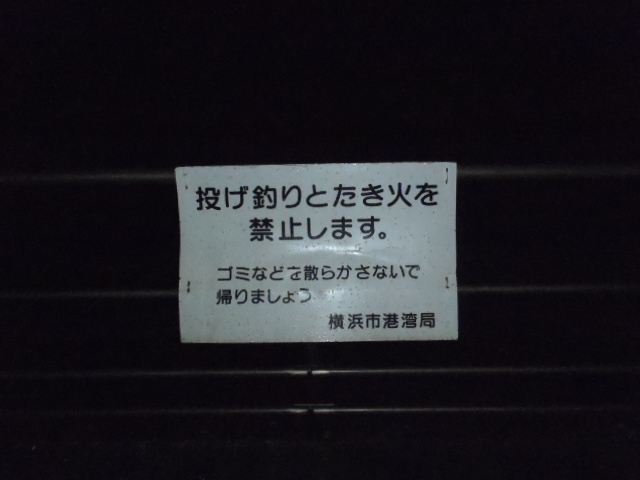 投げ釣りとたき火を
禁止します。
ゴミなどを散らかさないで
帰りましょう
横浜市港湾局